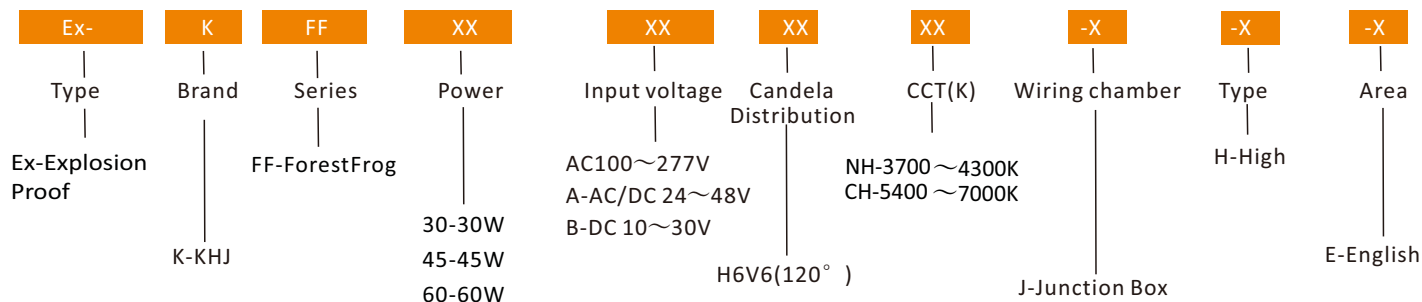 Ex- K FF XX XX XX XX -X -X -X
Type Brand Series Power Input voltage Candela Distribution CCT(K) Wiring chamber Type Area
Ex-Explosion Proof
K-KHJ
FF-ForestFrog
30-30W
45-45W
60-60W
AC100～277V
A-AC/DC 24～48V
B-DC 10～30V
H6V6(120°)
NH-3700～4300K
CH-5400～7000K
J-Junction Box
H-High
E-English